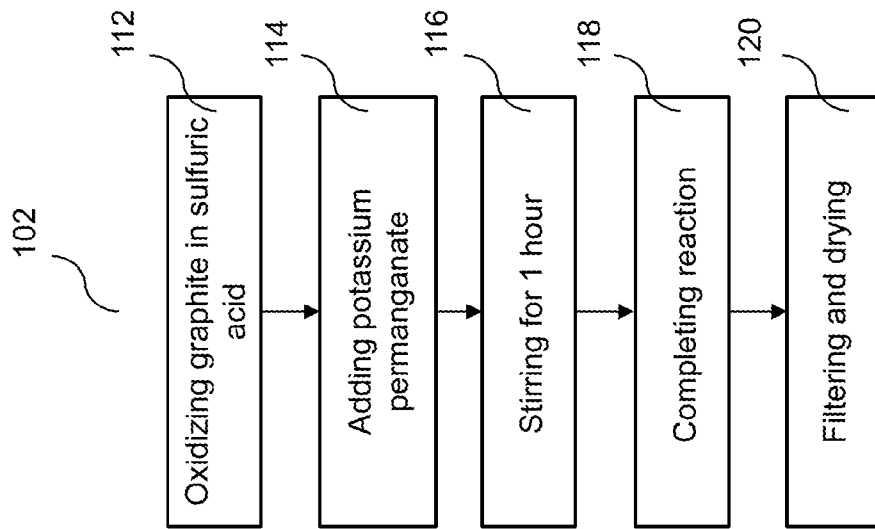 102
Oxidizing graphite in sulfuric
acid
112
Adding potassium
permanganate
114
Stirring for 1 hour
116
Completing reaction
118
Filtering and drying
120